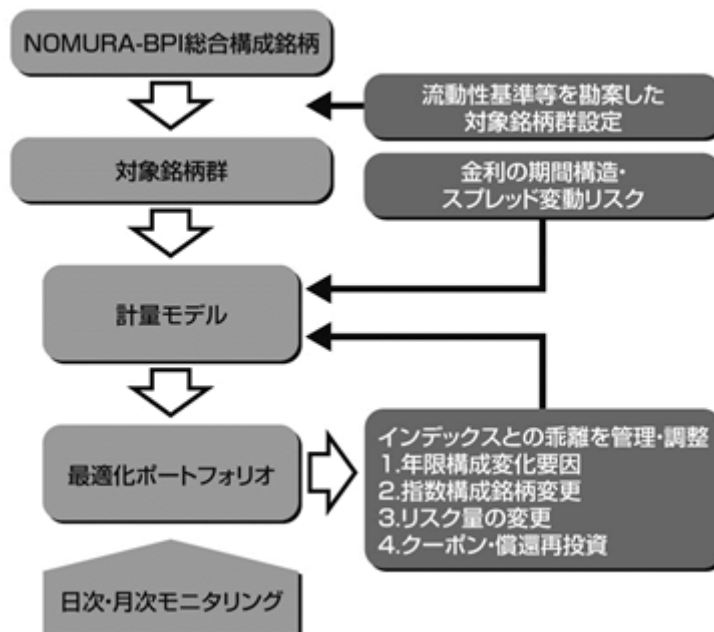 NOMURA-BPI総合構成銘柄
流動性基準等を勘案した
対象銘柄群設定
対象銘柄群
金利の期間構造・
スプレッド変動リスク
計量モデル
最適化ポートフォリオ
インデックスとの乖離を管理・調整
1.年限構成変化要因
2.指数構成銘柄変更
3.リスク量の変更
4.クーポン・償還再投資
日次・月次モニタリング